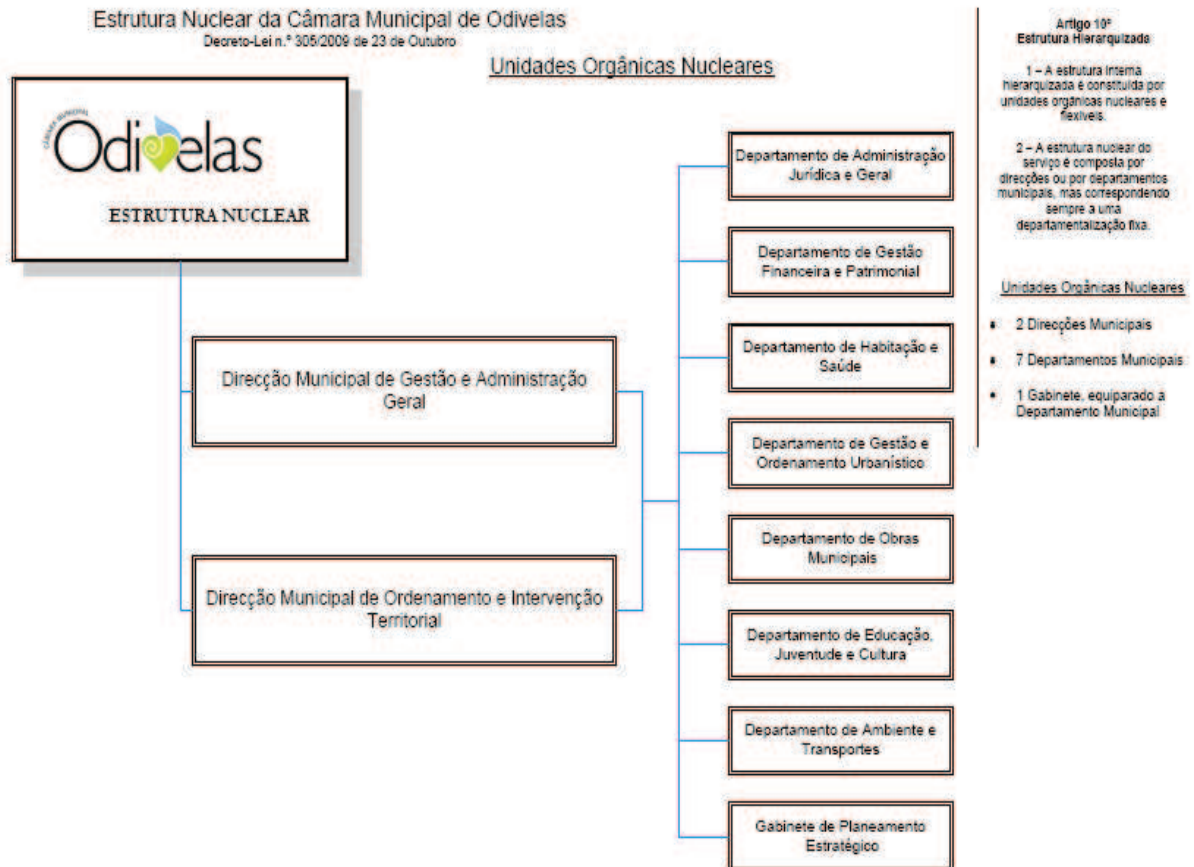 Estrutura Nuclear da Câmara Municipal de Odivelas
Decreto-Lei n.º 305/2009 de 23 de Outubro
Unidades Orgânicas Nucleares
CÂMARA MUNICIPAL
Odivelas
ESTRUTURA NUCLEAR
Direcção Municipal de Gestão e Administração
Geral
Direcção Municipal de Ordenamento e Intervenção
Territorial
Departamento de Administração
Jurídica e Geral
Departamento de Gestão
Financeira e Patrimonial
Departamento de Habitação e
Saúde
Departamento de Gestão e
Ordenamento Urbanístico
Departamento de Obras
Municipais
Departamento de Educação,
Juventude e Cultura
Departamento de Ambiente e
Transportes
Gabinete de Planeamento
Estratégico
Artigo 10º
Estrutura Hierarquizada
1 – A estrutura interna
hierarquizada é constituída por
unidades orgânicas nucleares e
flexíveis.
2 – A estrutura nuclear do
serviço é composta por
direcções ou por departamentos
municipais, mas correspondendo
sempre a uma
departamentalização fixa.
Unidades Orgânicas Nucleares
• 2 Direcções Municipais
• 7 Departamentos Municipais
• 1 Gabinete, equiparado a
Departamento Municipal